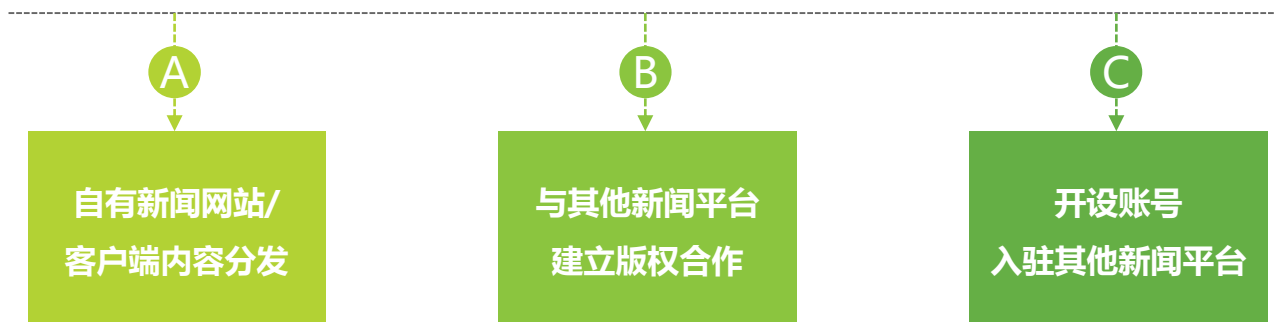 A
B
C
自有新闻网站/
客户端内容分发
与其他新闻平台
建立版权合作
开设账号
入驻其他新闻平台